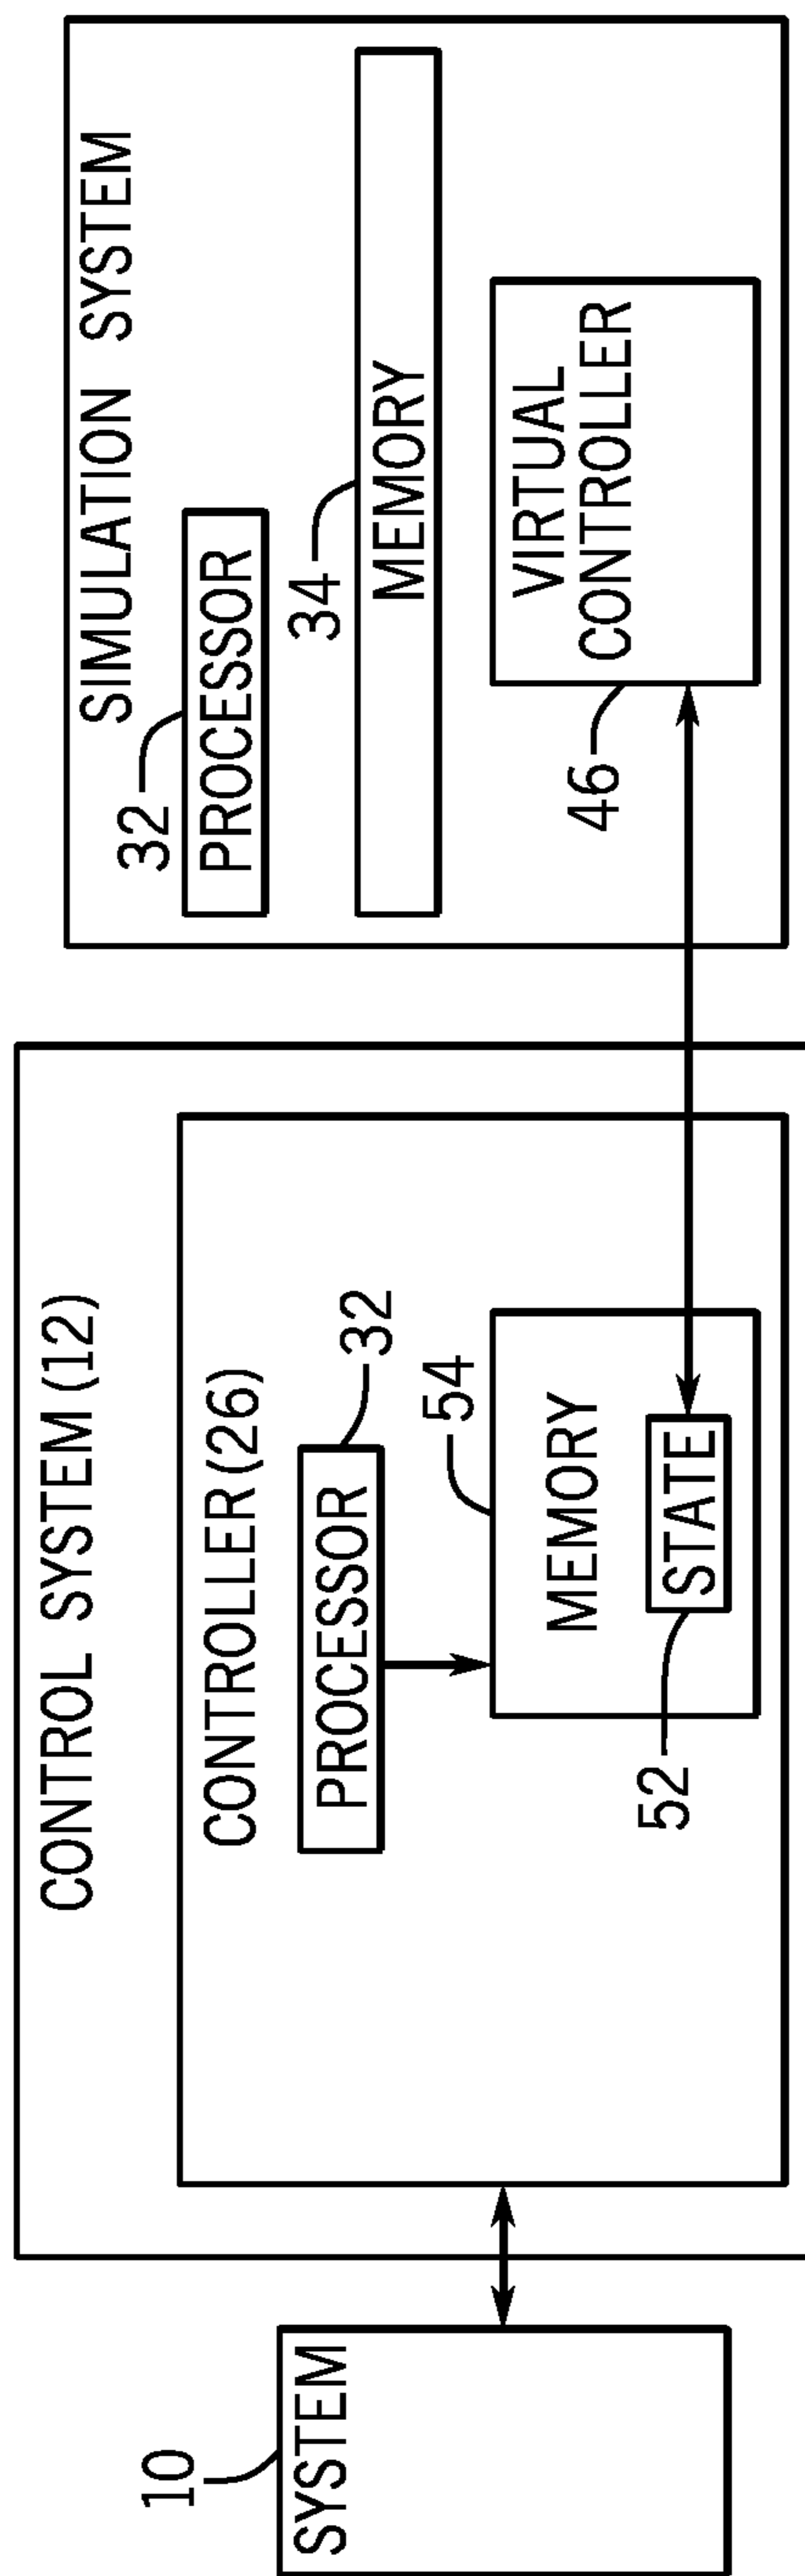 10
SYSTEM
CONTROL SYSTEM (12)
CONTROLLER (26)
PROCESSOR
32
54
MEMORY
STATE
52
SIMULATION SYSTEM
32
PROCESSOR
34
MEMORY
VIRTUAL
CONTROLLER
46